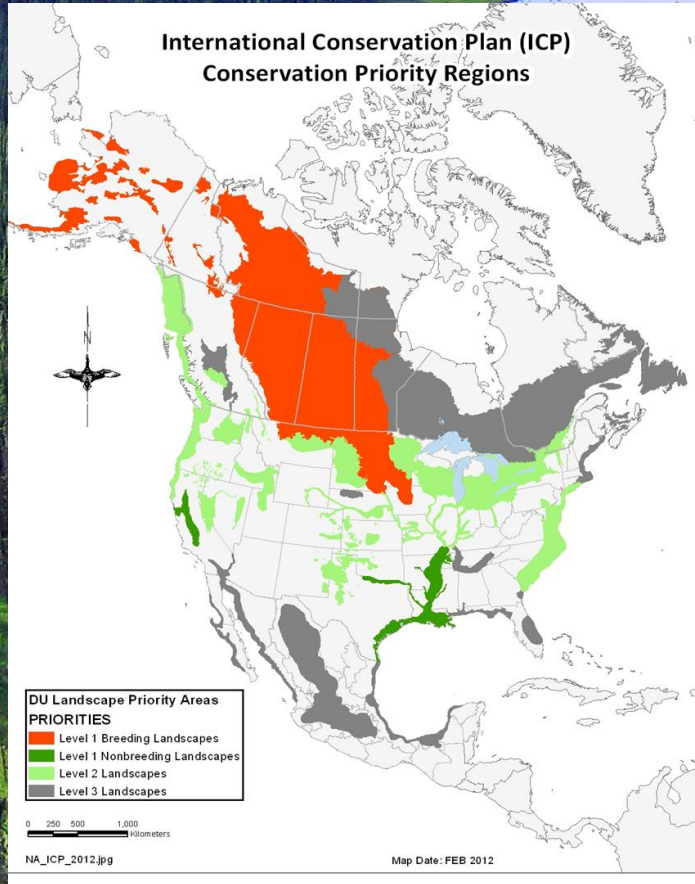 International Conservation Plan (ICP)
Conservation Priority Regions
N
DU Landscape Priority Areas
PRIORITIES
Level 1 Breeding Landscapes
Level 1 Nonbreeding Landscapes
Level 2 Landscapes
Level 3 Landscapes
0 250 500 1,000
Kilometers
NA_ICP_2012.jpg
Map Date: FEB 2012